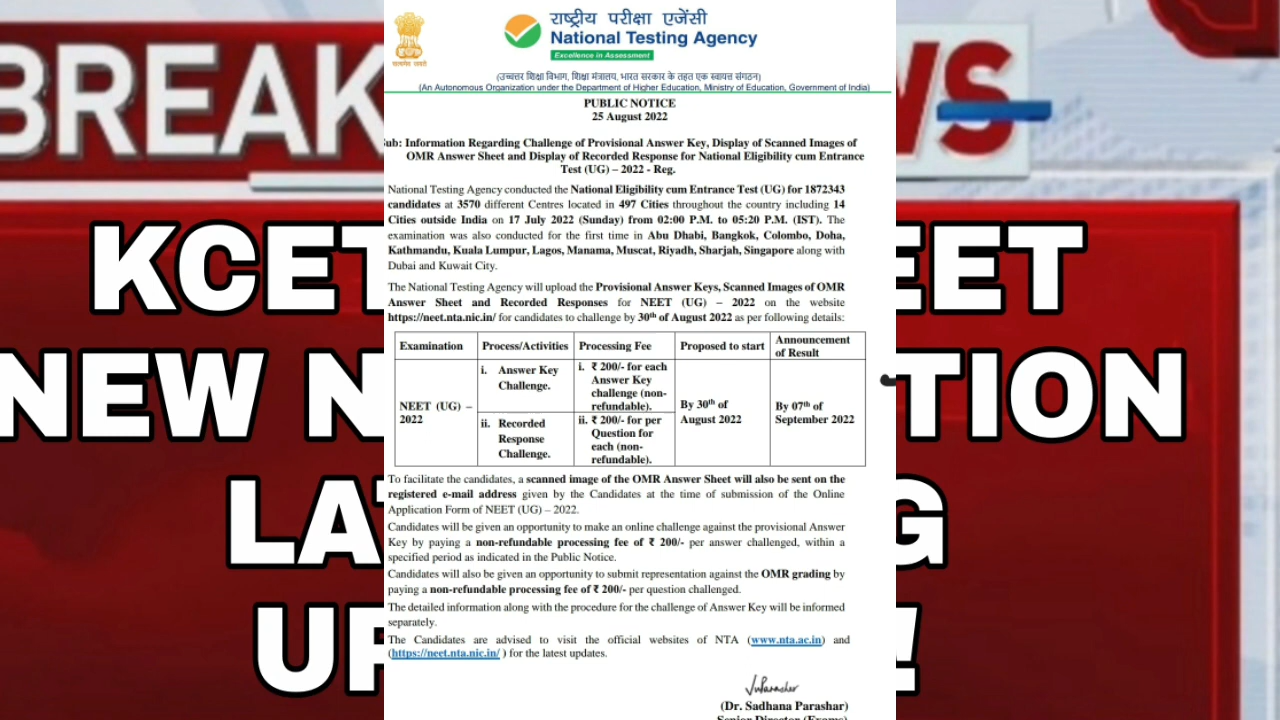 BREAK
WS
KCET
EET
NEW N
TION
LA
G
UP
!
सत्यमेव जयते
राष्ट्रीय परीक्षा एजेंसी
National Testing Agency
Excellence in Assessment
(उच्चतर शिक्षा विभाग, शिक्षा मंत्रालय, भारत सरकार के तहत एक स्वायत्त संगठन)
(An Autonomous Organization under the Department of Higher Education, Ministry of Education, Government of India)
PUBLIC NOTICE
25 August 2022
ub: Information Regarding Challenge of Provisional Answer Key, Display of Scanned Images of
OMR Answer Sheet and Display of Recorded Response for National Eligibility cum Entrance
Test (UG) – 2022 - Reg.
National Testing Agency conducted the National Eligibility cum Entrance Test (UG) for 1872343
candidates at 3570 different Centres located in 497 Cities throughout the country including 14
Cities outside India on 17 July 2022 (Sunday) from 02:00 P.M. to 05:20 P.M. (IST). The
examination was also conducted for the first time in Abu Dhabi, Bangkok, Colombo, Doha,
Kathmandu, Kuala Lumpur, Lagos, Manama, Muscat, Riyadh, Sharjah, Singapore along with
Dubai and Kuwait City.
The National Testing Agency will upload the Provisional Answer Keys, Scanned Images of OMR
Answer Sheet and Recorded Responses for NEET (UG) – 2022 on the website
https://neet.nta.nic.in/ for candidates to challenge by 30th of August 2022 as per following details:
Examination Process/Activities Processing Fee Proposed to start Announcement
of Result
NEET (UG) –
2022
i. Answer Key
Challenge.
i. ₹ 200/- for each
Answer Key
challenge (non-
refundable).
ii. Recorded
Response
Challenge.
ii. ₹ 200/- for per
Question for
each (non-
refundable).
By 30th of
August 2022
By 07th of
September 2022
To facilitate the candidates, a scanned image of the OMR Answer Sheet will also be sent on the
registered e-mail address given by the Candidates at the time of submission of the Online
Application Form of NEET (UG) – 2022.
Candidates will be given an opportunity to make an online challenge against the provisional Answer
Key by paying a non-refundable processing fee of ₹ 200/- per answer challenged, within a
specified period as indicated in the Public Notice.
Candidates will also be given an opportunity to submit representation against the OMR grading by
paying a non-refundable processing fee of ₹ 200/- per question challenged.
The detailed information along with the procedure for the challenge of Answer Key will be informed
separately.
The Candidates are advised to visit the official websites of NTA (www.nta.ac.in) and
(https://neet.nta.nic.in/ ) for the latest updates.
(Dr. Sadhana Parashar)
Senior Director (Exams)